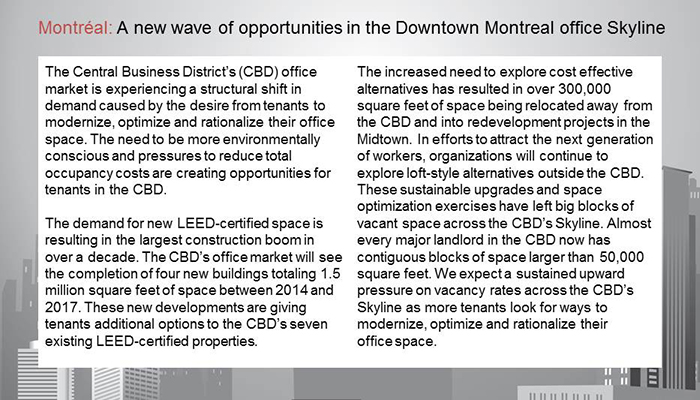 Montréal: A new wave of opportunities in the Downtown Montreal office Skyline
The Central Business District's (CBD) office
market is experiencing a structural shift in
demand caused by the desire from tenants to
modernize, optimize and rationalize their office
space. The need to be more environmentally
conscious and pressures to reduce total
occupancy costs are creating opportunities for
tenants in the CBD.
The demand for new LEED-certified space is
resulting in the largest construction boom in
over a decade. The CBD's office market will see
the completion of four new buildings totaling 1.5
million square feet of space between 2014 and
2017. These new developments are giving
tenants additional options to the CBD's seven
existing LEED-certified properties.
The increased need to explore cost effective
alternatives has resulted in over 300,000
square feet of space being relocated away from
the CBD and into redevelopment projects in the
Midtown. In efforts to attract the next generation
of workers, organizations will continue to
explore loft-style alternatives outside the CBD.
These sustainable upgrades and space
optimization exercises have left big blocks of
vacant space across the CBD's Skyline. Almost
every major landlord in the CBD now has
contiguous blocks of space larger than 50,000
square feet. We expect a sustained upward
pressure on vacancy rates across the CBD's
Skyline as more tenants look for ways to
modernize, optimize and rationalize their
office space.